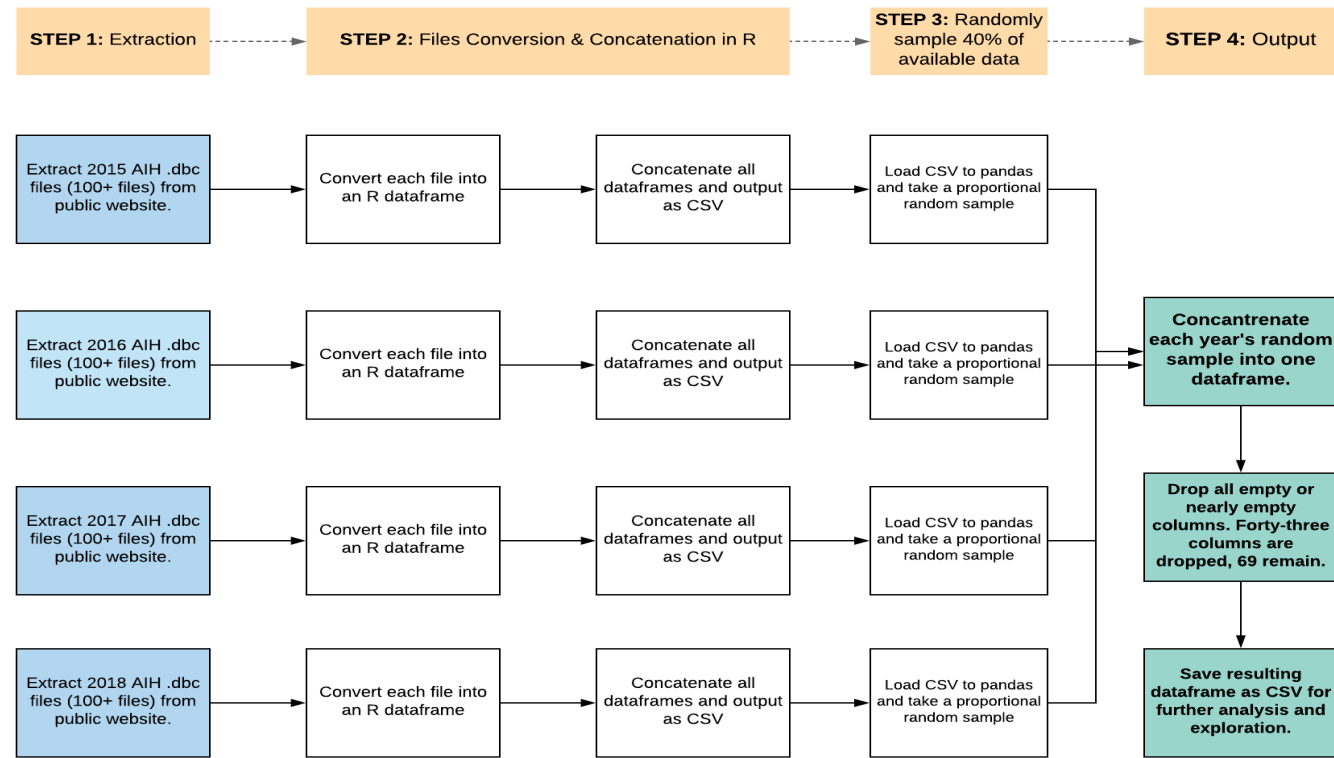 STEP 1: Extraction
STEP 2: Files Conversion & Concatenation in R
STEP 3: Randomly
sample 40% of
available data
STEP 4: Output
Extract 2015 AIH .dbc
files (100+ files) from
public website.
Convert each file into
an R dataframe
Concatenate all
dataframes and output
as CSV
Load CSV to pandas
and take a proportional
random sample
Extract 2016 AIH .dbc
files (100+ files) from
public website.
Convert each file into
an R dataframe
Concatenate all
dataframes and output
as CSV
Load CSV to pandas
and take a proportional
random sample
Extract 2017 AIH .dbc
files (100+ files) from
public website.
Convert each file into
an R dataframe
Concatenate all
dataframes and output
as CSV
Load CSV to pandas
and take a proportional
random sample
Extract 2018 AIH .dbc
files (100+ files) from
public website.
Convert each file into
an R dataframe
Concatenate all
dataframes and output
as CSV
Load CSV to pandas
and take a proportional
random sample
Concantrenate
each year's random
sample into one
dataframe.
Drop all empty or
nearly empty
columns. Forty-three
columns are
dropped, 69 remain.
Save resulting
dataframe as CSV for
further analysis and
exploration.